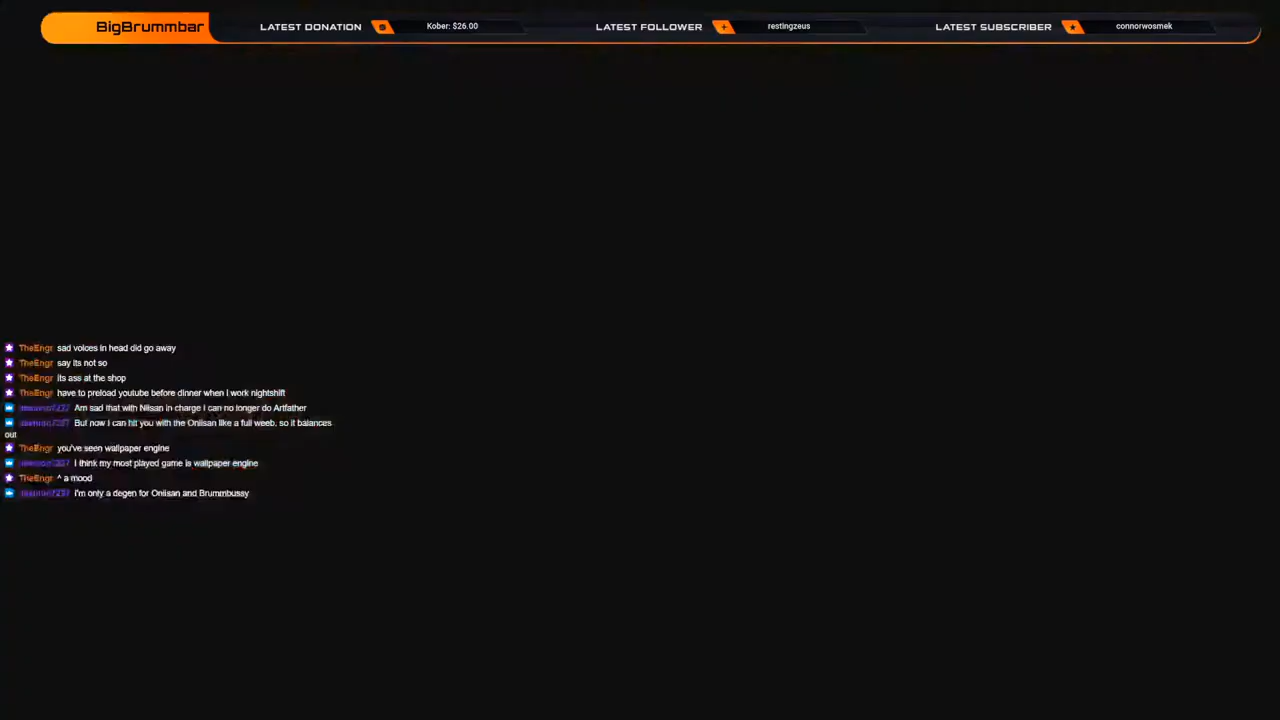 BigBrummbar
LATEST DONATION Kober: $26.00
LATEST FOLLOWER restingzeus
LATEST SUBSCRIBER connorwosmek
TheEngr sad voices in head did go away
TheEngr say its not so
TheEngr its ass at the shop
TheEngr have to preload youtube before dinner when I work nightshift
Am sad that with Niisan in charge I can no longer do Artfather
But now I can hit you with the Oniisan like a full weeb, so it balances
out
TheEngr you've seen wallpaper engine
I think my most played game is wallpaper engine
TheEngr ^ a mood
I'm only a degen for Oniisan and Brummbussy